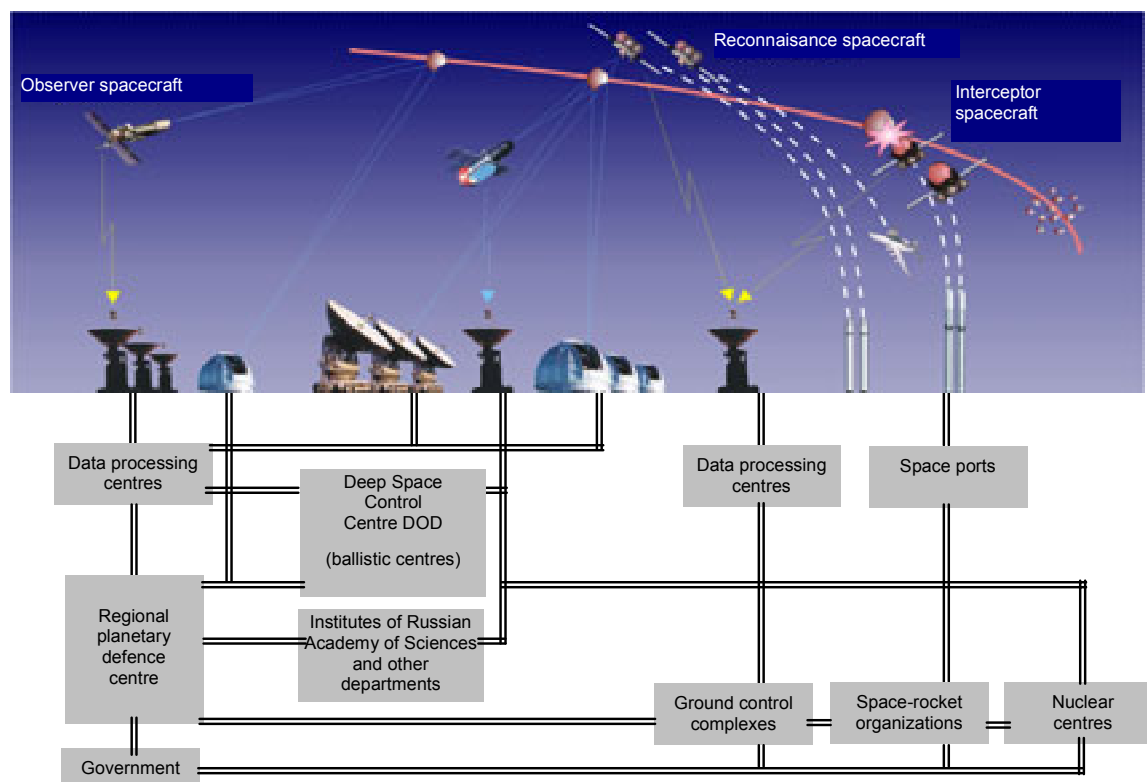 Reconnaisance spacecraft
Observer spacecraft
Interceptor
spacecraft
Data processing
centres
Deep Space
Control
Centre DOD
(ballistic centres)
Data processing
centres
Space ports
Regional
planetary
defence
centre
Institutes of Russian
Academy of Sciences
and other
departments
Ground control
complexes
Space-rocket
organizations
Nuclear
centres
Government